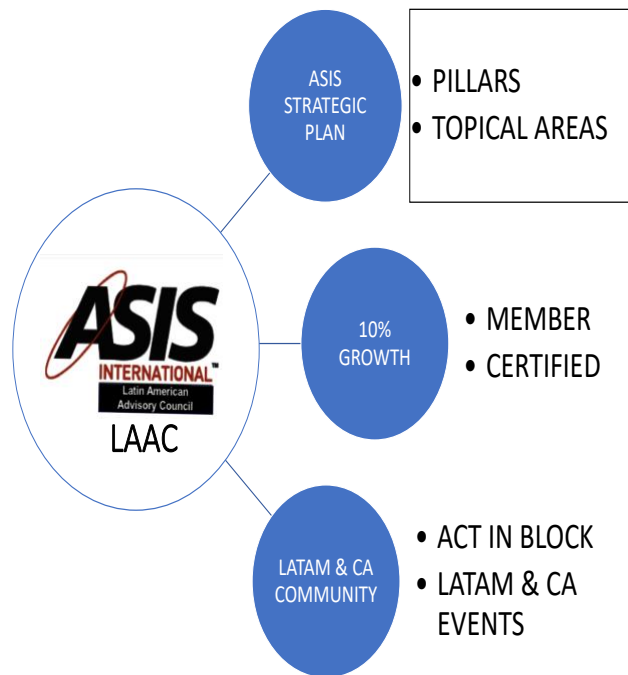 ASIS
STRATEGIC
PLAN
• PILLARS
• TOPICAL AREAS
ASIS
INTERNATIONAL™
Latin American
Advisory Council
LAAC
10%
GROWTH
• MEMBER
• CERTIFIED
LATAM & CA
COMMUNITY
• ACT IN BLOCK
• LATAM & CA
EVENTS